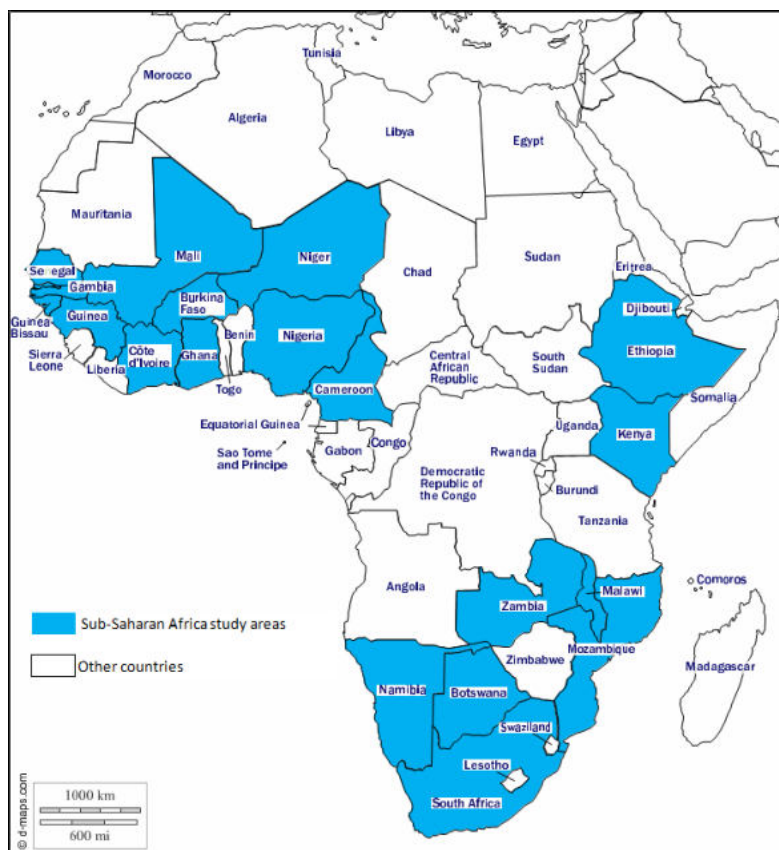 Tunisia
Morocco
Algeria
Libya
Egypt
Mauritania
Mali
Niger
Chad
Sudan
Eritrea
Senegal
Gambia
Guinea-
Bissau
Guinea
Burkina
Faso
Djibouti
Sierra
Leone
Liberia
Côte
d'Ivoire
Ghana
Benin
Togo
Nigeria
Ethiopia
Central
African
Republic
South
Sudan
Cameroon
Somalia
Equatorial Guinea
Uganda
Kenya
Sao Tome
and Principe
Gabon
Congo
Rwanda
Democratic
Republic of
the Congo
Burundi
Tanzania
Angola
Comoros
Malawi
Zambia
Sub-Saharan Africa study areas
Other countries
Zimbabwe
Mozambique
Madagascar
Namibia
Botswana
Swaziland
Lesotho
South Africa
1000 km
600 mi
© d-maps.com